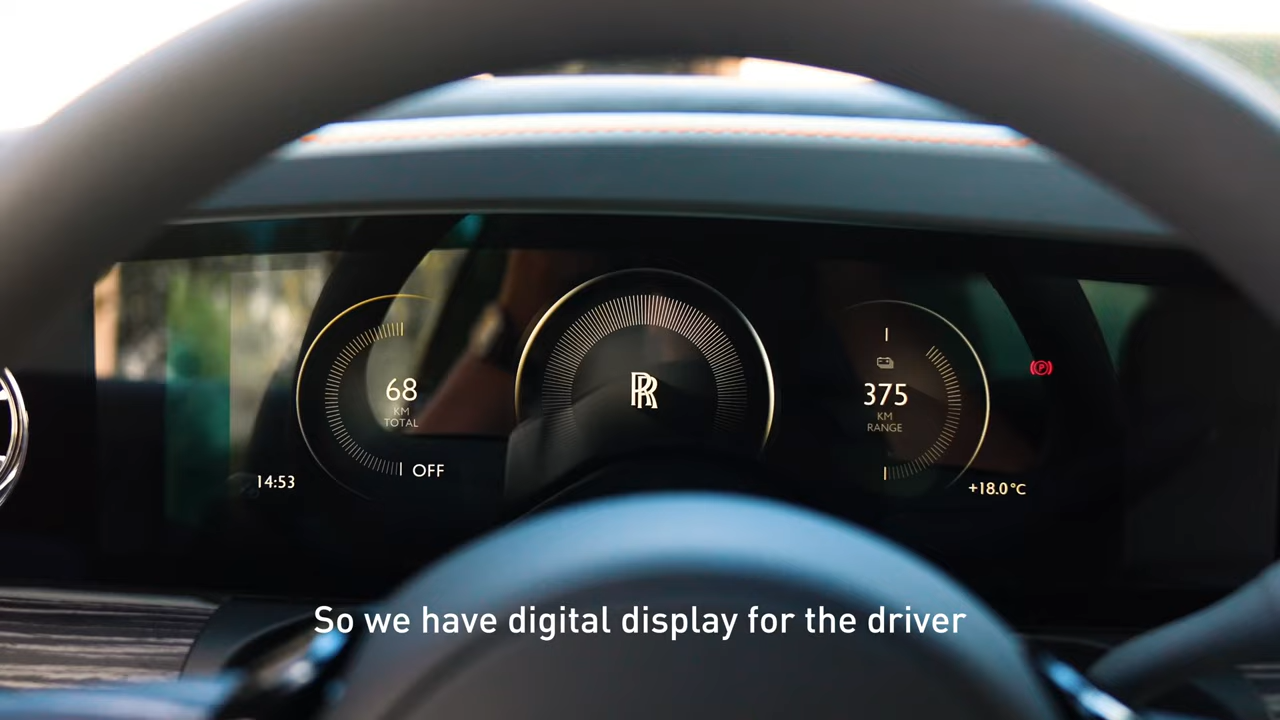 68
KM
TOTAL
OFF
14:53
RR
375
KM
RANGE
P
+18.0°C
So we have digital display for the driver